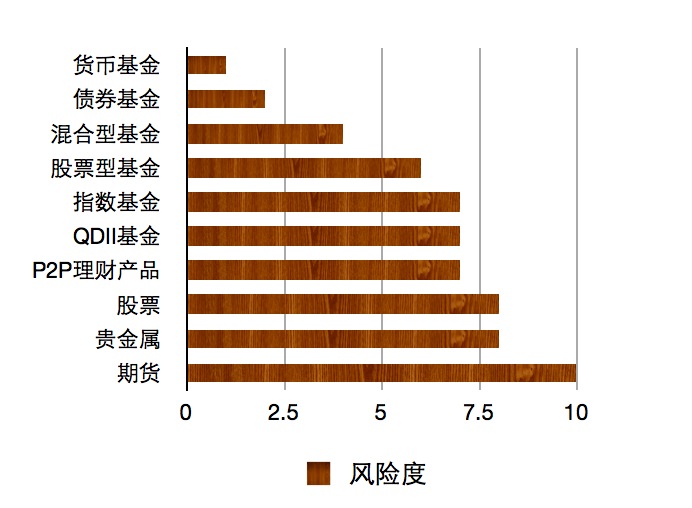 货币基金
债券基金
混合型基金
股票型基金
指数基金
QDII基金
P2P理财产品
股票
贵金属
期货
0 2.5 5 7.5 10
风险度